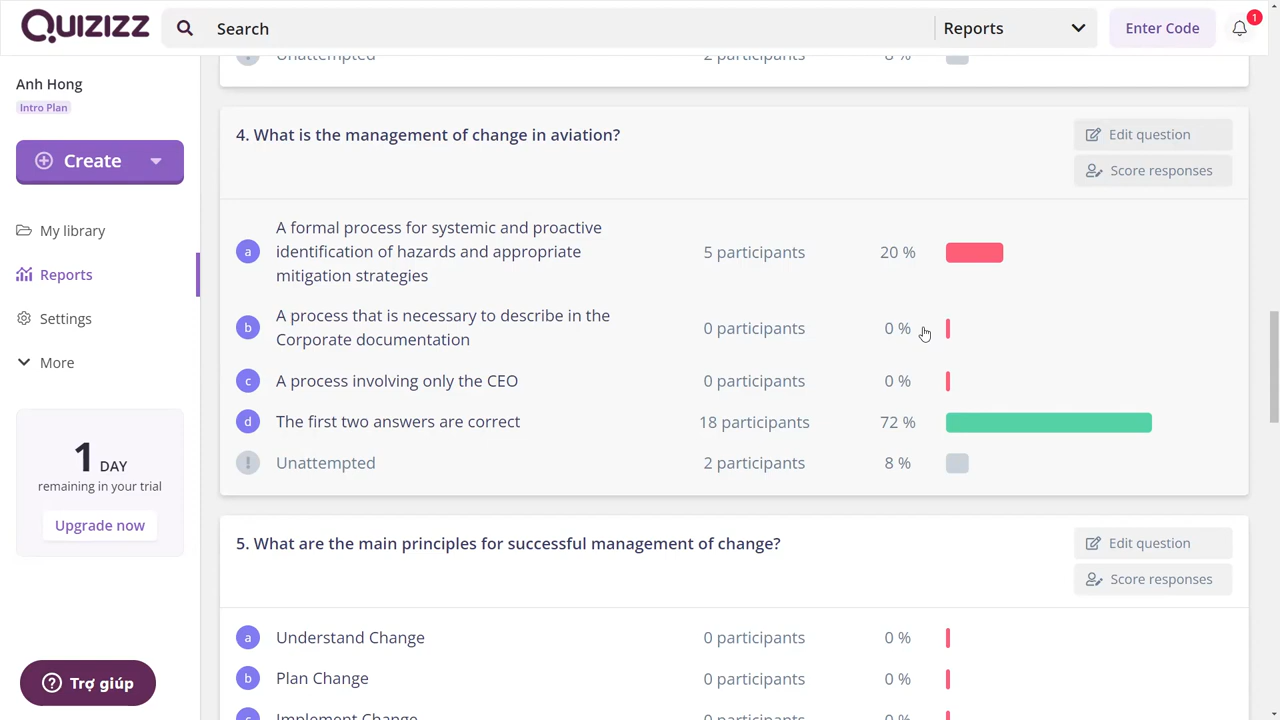 QUIZIZZ
Search
Reports
Enter Code
1
Anh Hong
Intro Plan
Create
My library
Reports
Settings
More
1 DAY
remaining in your trial
Upgrade now
Trợ giúp
Unattempted 2 participants 8 %
4. What is the management of change in aviation?
Edit question
Score responses
a A formal process for systemic and proactive
identification of hazards and appropriate
mitigation strategies
5 participants 20 %
b A process that is necessary to describe in the
Corporate documentation
0 participants 0 %
c A process involving only the CEO 0 participants 0 %
d The first two answers are correct 18 participants 72 %
! Unattempted 2 participants 8 %
5. What are the main principles for successful management of change?
Edit question
Score responses
a Understand Change 0 participants 0 %
b Plan Change 0 participants 0 %
Implement Change 0 participants 0 %